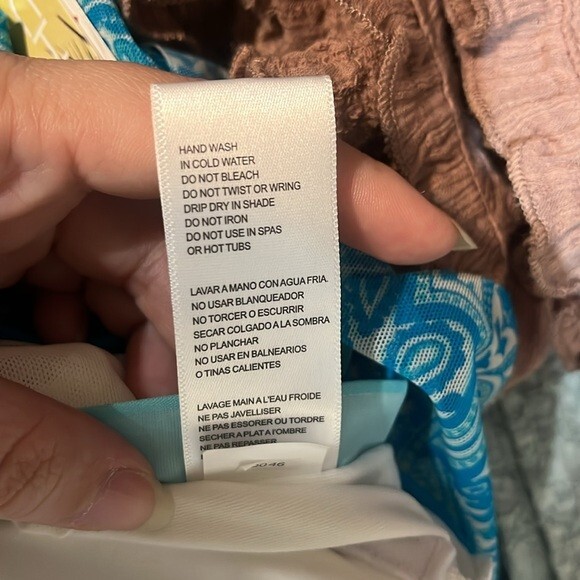 HAND WASH
IN COLD WATER
DO NOT BLEACH
DO NOT TWIST OR WRING
DRIP DRY IN SHADE
DO NOT IRON
DO NOT USE IN SPAS
OR HOT TUBS
LAVAR A MANO CON AGUA FRIA.
NO USAR BLANQUEADOR
NO TORCER O ESCURRIR
SECAR COLGADO A LA SOMBRA
NO PLANCHAR
NO USAR EN BALNEARIOS
O TINAS CALIENTES
LAVAGE MAIN A L'EAU FROIDE
NE PAS JAVELLISER
NE PAS ESSORER OU TORDRE
SECHER A PLAT A l'OMBRE
NE PAS REPASSER